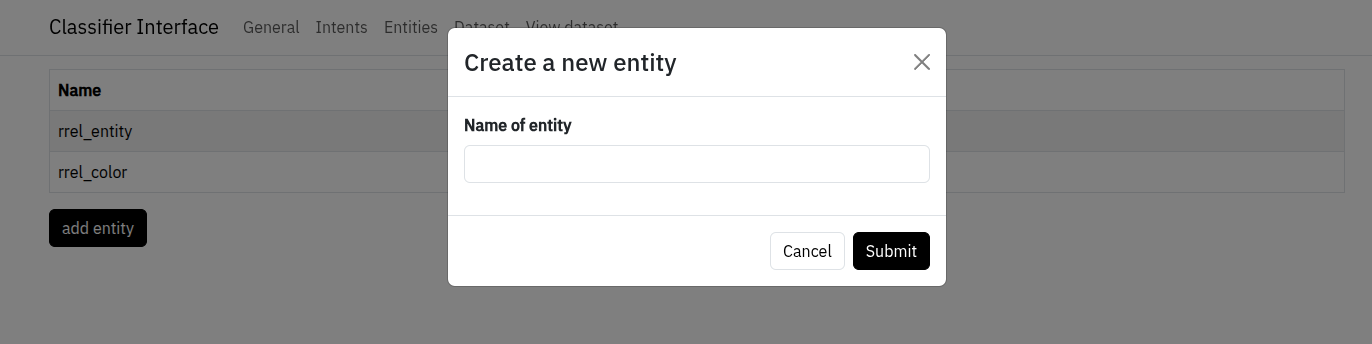 Classifier Interface General Intents Entities Dataset View dataset
Create a new entity
Name
Name of entity
rrel_entity
rrel_color
add entity
Cancel Submit